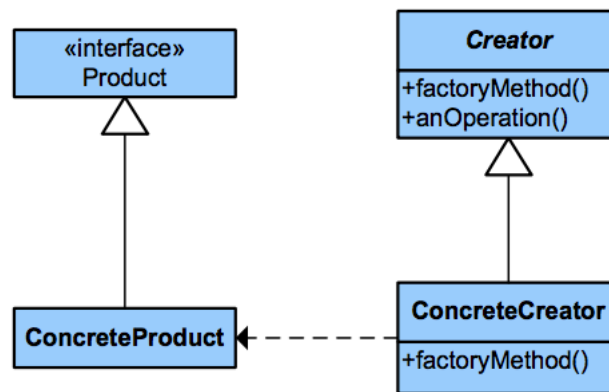 «interface»
Product
Creator
+factoryMethod()
+anOperation()
ConcreteProduct
ConcreteCreator
+factoryMethod()